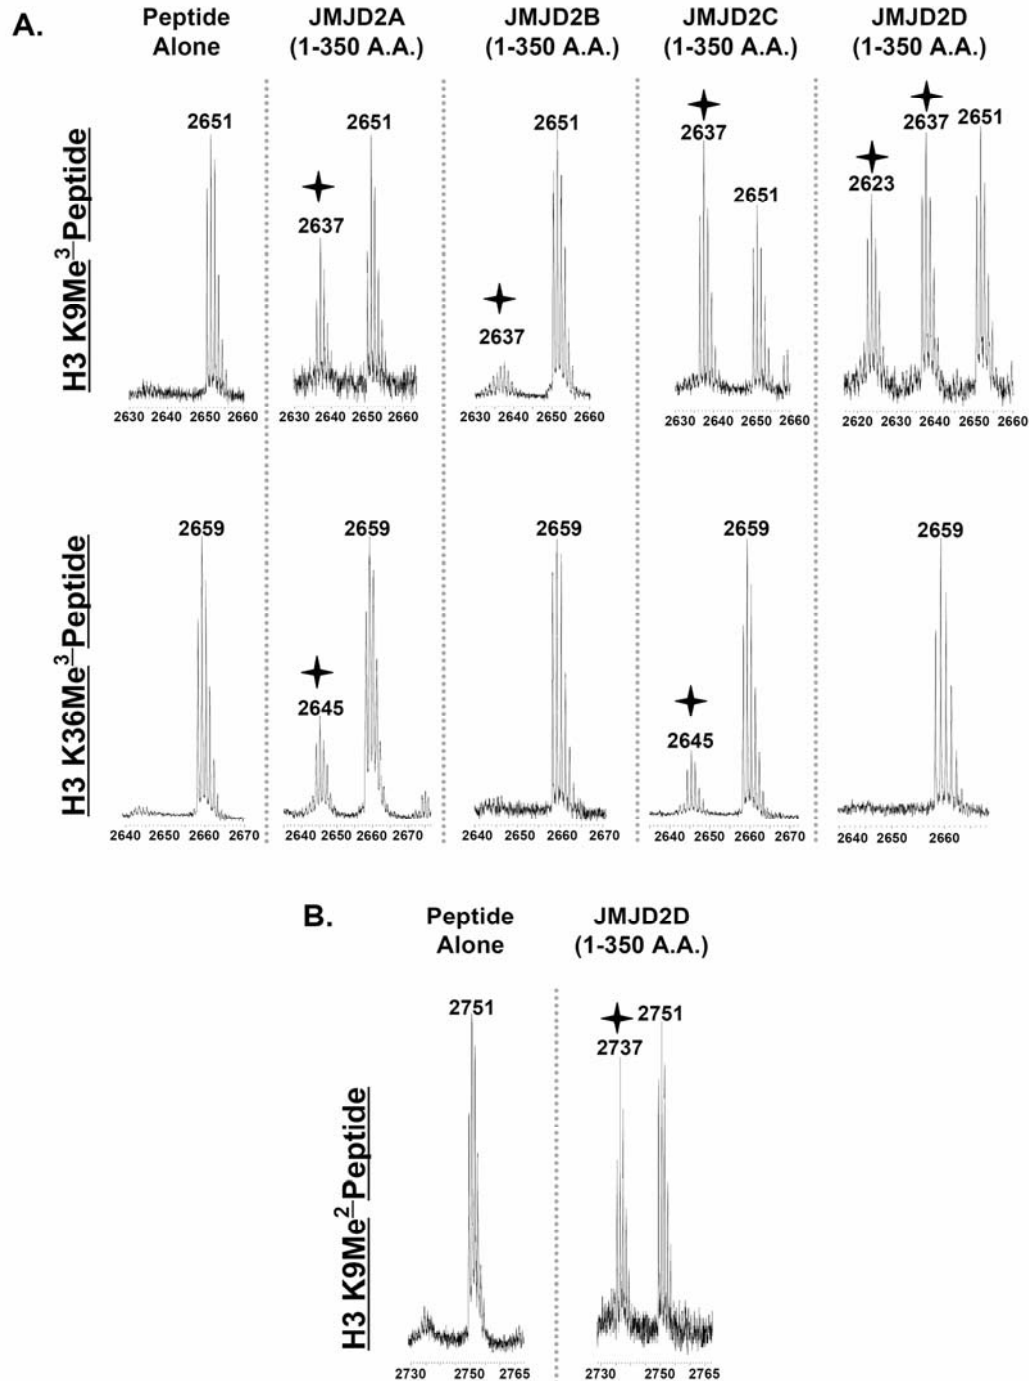 A.
Peptide Alone
JMJD2A (1-350 A.A.)
JMJD2B (1-350 A.A.)
JMJD2C (1-350 A.A.)
JMJD2D (1-350 A.A.)
H3 K9Me3-Peptide
2651
2630 2640 2650 2660
2637
2651
2630 2640 2650 2660
2637
2651
2630 2640 2650 2660
2637
2651
2630 2640 2650 2660
2623
2637
2651
2620 2630 2640 2650 2660
H3 K36Me3-Peptide
2659
2640 2650 2660 2670
2645
2659
2640 2650 2660 2670
2659
2640 2650 2660 2670
2645
2659
2640 2650 2660 2670
2659
2640 2650 2660
B.
Peptide Alone
JMJD2D (1-350 A.A.)
H3 K9Me2-Peptide
2751
2730 2750 2765
2737
2751
2730 2750 2765